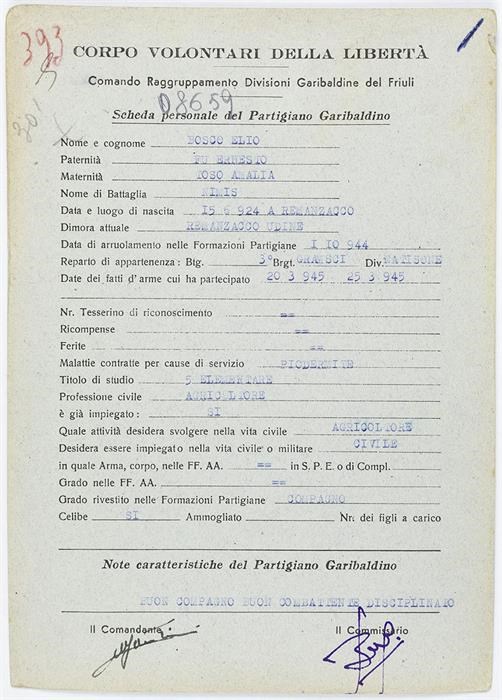 393
CORPO VOLONTARI DELLA LIBERTÀ
Comando Raggruppamento Divisioni Garibaldine del Friuli
08659
Scheda personale del Partigiano Garibaldino
Nome e cognome BOSCO ELIO
Paternità FU ERNESTO
Maternità TOSO AMALIA
Nome di Battaglia NIMIS
Data e luogo di nascita I5 6 924 A REMANZACCO
Dimora attuale REMANZACCO UDINE
Data di arruolamento nelle Formazioni Partigiane I IO 944
Reparto di appartenenza: Btg. 3° Brgt. GRAMSCI Div. NATISONE
Date dei fatti d'arme cui ha partecipato 20 3 945 25 3 945
Nr. Tesserino di riconoscimento ==
Ricompense ==
Ferite ==
Malattie contratte per cause di servizio PIODERMITE
Titolo di studio 5 ELEMENTARE
Professione civile AGRICOLTORE
è già impiegato: SI
Quale attività desidera svolgere nella vita civile AGRICOLTORE
Desidera essere impiegato nella vita civile o militare CIVILE
in quale Arma, corpo, nelle FF. AA. == in S. P. E. o di Compl.
Grado nelle FF. AA. ==
Grado rivestito nelle Formazioni Partigiane COMPAGNO
Celibe SI Ammogliato Nr. dei figli a carico
Note caratteristiche del Partigiano Garibaldino
BUON COMPAGNO BUON COMBATTENTE DISCIPLINATO
Il Comandante Il Commissario